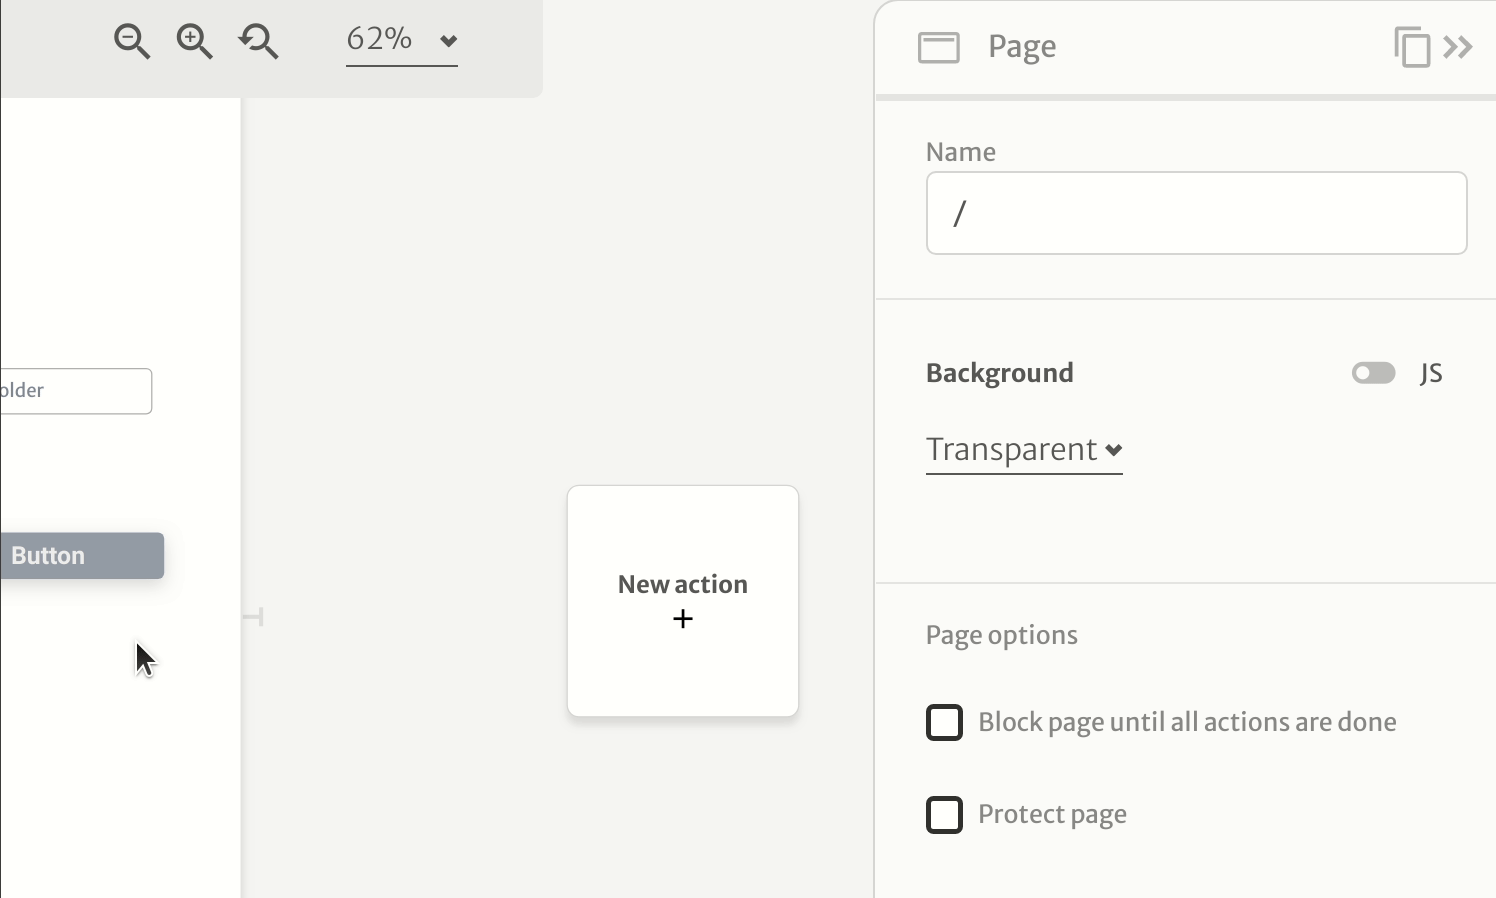 62%
Page
Name
/
Background
JS
Transparent
older
Button
New action
+
Page options
Block page until all actions are done
Protect page